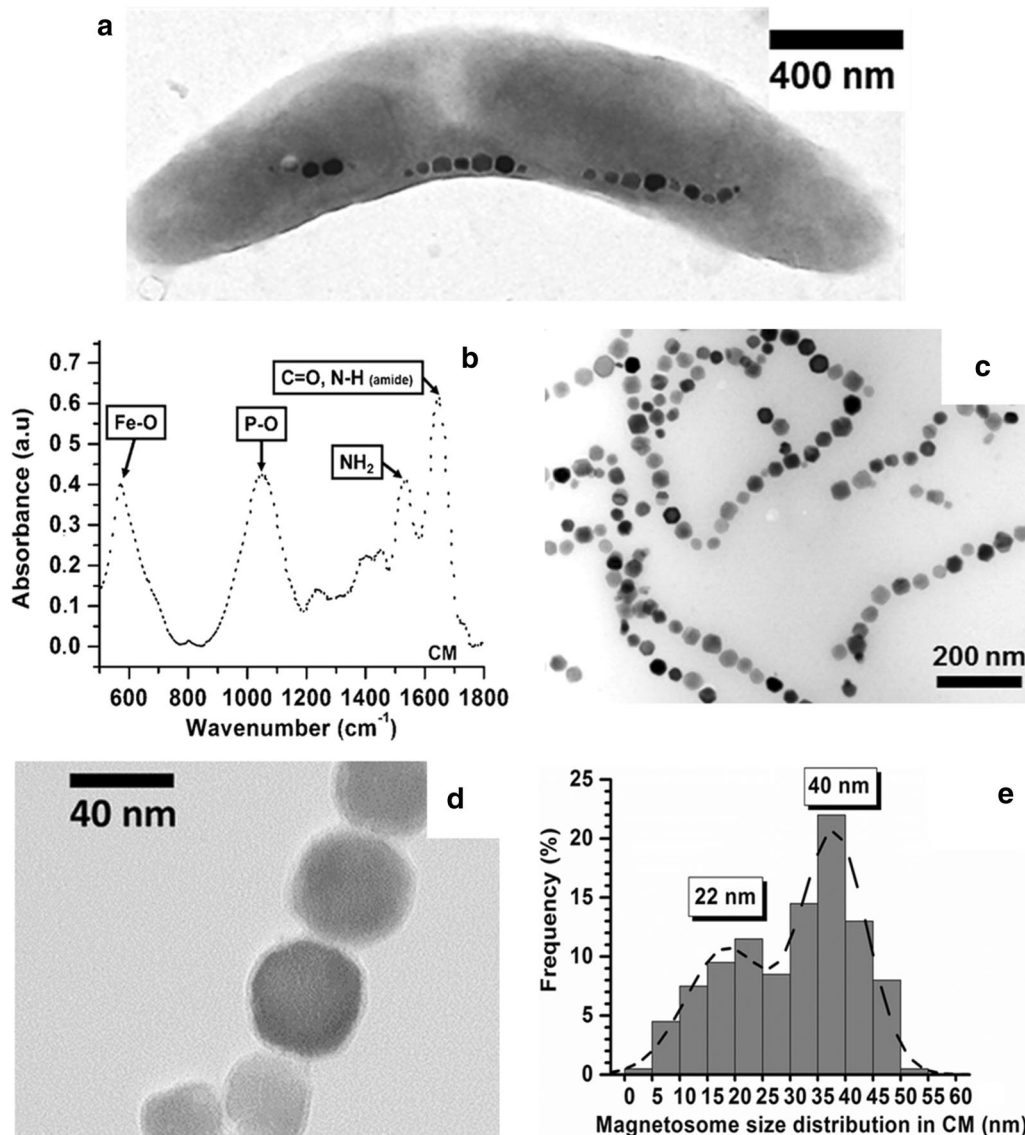 a
400 nm
b
0.7
0.6
0.5
0.4
0.3
0.2
0.1
0.0
Absorbance (a.u)
Fe-O
P-O
C=O, N-H (amide)
NH₂
CM
600 800 1000 1200 1400 1600 1800
Wavenumber (cm⁻¹)
c
200 nm
40 nm
d
e
25
20
15
10
5
0
Frequency (%)
22 nm
40 nm
0 5 10 15 20 25 30 35 40 45 50 55 60
Magnetosome size distribution in CM (nm)